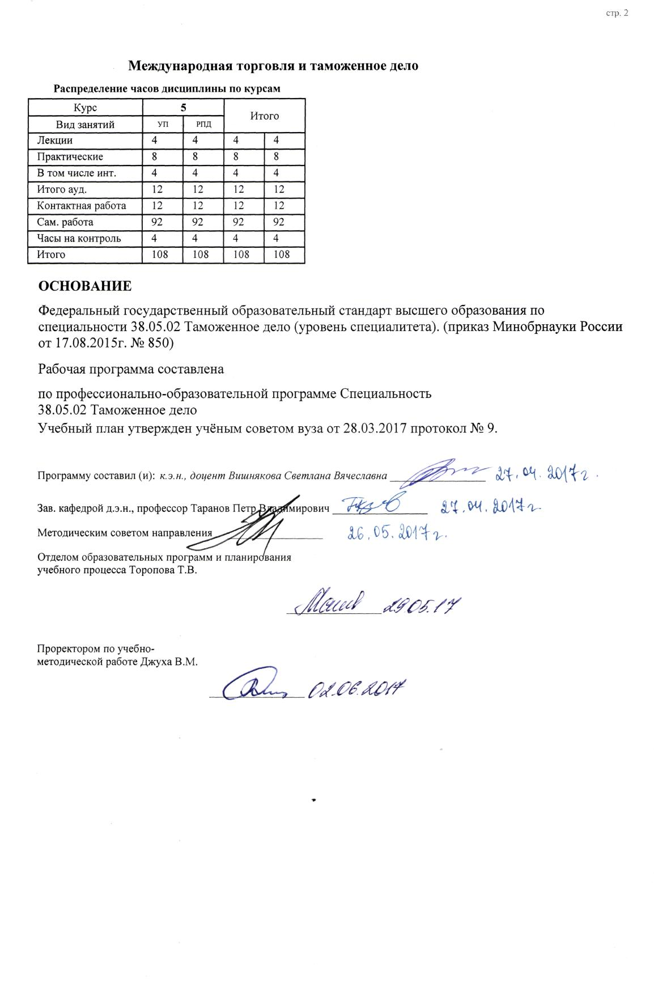 стр. 2
Международная торговля и таможенное дело
Распределение часов дисциплины по курсам
Курс 5 Итого
Вид занятий УП РПД
Лекции 4 4 4 4
Практические 8 8 8 8
В том числе инт. 4 4 4 4
Итого ауд. 12 12 12 12
Контактная работа 12 12 12 12
Сам. работа 92 92 92 92
Часы на контроль 4 4 4 4
Итого 108 108 108 108
ОСНОВАНИЕ
Федеральный государственный образовательный стандарт высшего образования по
специальности 38.05.02 Таможенное дело (уровень специалитета). (приказ Минобрнауки России
от 17.08.2015г. № 850)
Рабочая программа составлена
по профессионально-образовательной программе Специальность
38.05.02 Таможенное дело
Учебный план утвержден учёным советом вуза от 28.03.2017 протокол № 9.
Программу составил (и): к.э.н., доцент Вишнякова Светлана Вячеславна 27.04.2017г.
Зав. кафедрой д.э.н., профессор Таранов Петр Владимирович 27.04.2017г.
Методическим советом направления 26.05.2017г.
Отделом образовательных программ и планирования
учебного процесса Торопова Т.В.
29.05.17
Проректором по учебно-
методической работе Джуха В.М.
02.06.2017